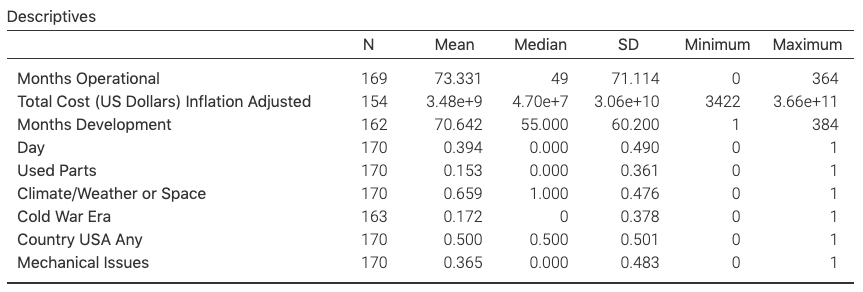 Descriptives
N Mean Median SD Minimum Maximum
Months Operational 169 73.331 49 71.114 0 364
Total Cost (US Dollars) Inflation Adjusted 154 3.48e+9 4.70e+7 3.06e+10 3422 3.66e+11
Months Development 162 70.642 55.000 60.200 1 384
Day 170 0.394 0.000 0.490 0 1
Used Parts 170 0.153 0.000 0.361 0 1
Climate/Weather or Space 170 0.659 1.000 0.476 0 1
Cold War Era 163 0.172 0 0.378 0 1
Country USA Any 170 0.500 0.500 0.501 0 1
Mechanical Issues 170 0.365 0.000 0.483 0 1